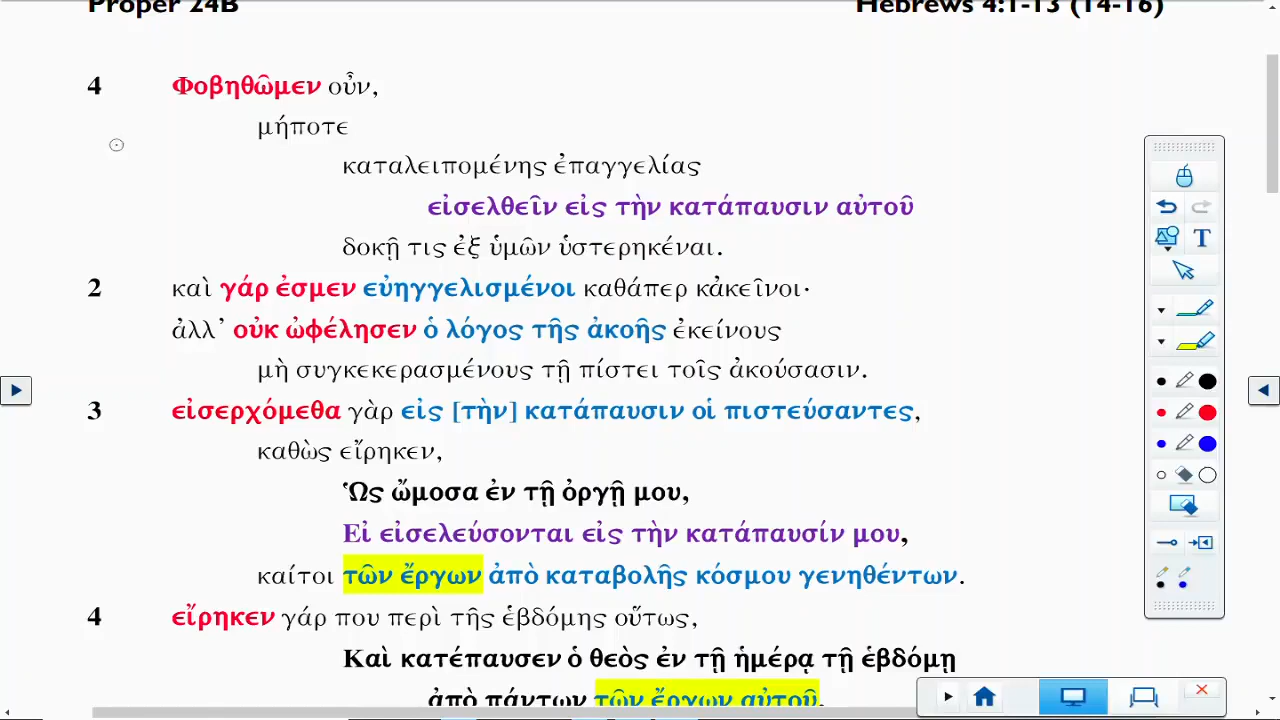 Proper 24B Hebrews 4:1-13 (14-16)
4 Φοβηθῶμεν οὖν,
μήποτε
καταλειπομένης ἐπαγγελίας
εἰσελθεῖν εἰς τὴν κατάπαυσιν αὐτοῦ
δοκῇ τις ἐξ ὑμῶν ὑστερηκέναι.
2 καὶ γάρ ἐσμεν εὐηγγελισμένοι καθάπερ κἀκεῖνοι·
ἀλλ’ οὐκ ὠφέλησεν ὁ λόγος τῆς ἀκοῆς ἐκείνους
μὴ συγκεκερασμένους τῇ πίστει τοῖς ἀκούσασιν.
3 εἰσερχόμεθα γὰρ εἰς [τὴν] κατάπαυσιν οἱ πιστεύσαντες,
καθὼς εἴρηκεν,
Ὡς ὤμοσα ἐν τῇ ὀργῇ μου,
Εἰ εἰσελεύσονται εἰς τὴν κατάπαυσίν μου,
καίτοι τῶν ἔργων ἀπὸ καταβολῆς κόσμου γενηθέντων.
4 εἴρηκεν γάρ που περὶ τῆς ἑβδόμης οὕτως,
Καὶ κατέπαυσεν ὁ θεὸς ἐν τῇ ἡμέρᾳ τῇ ἑβδόμῃ
ἀπὸ πάντων τῶν ἔργων αὐτοῦ,
T